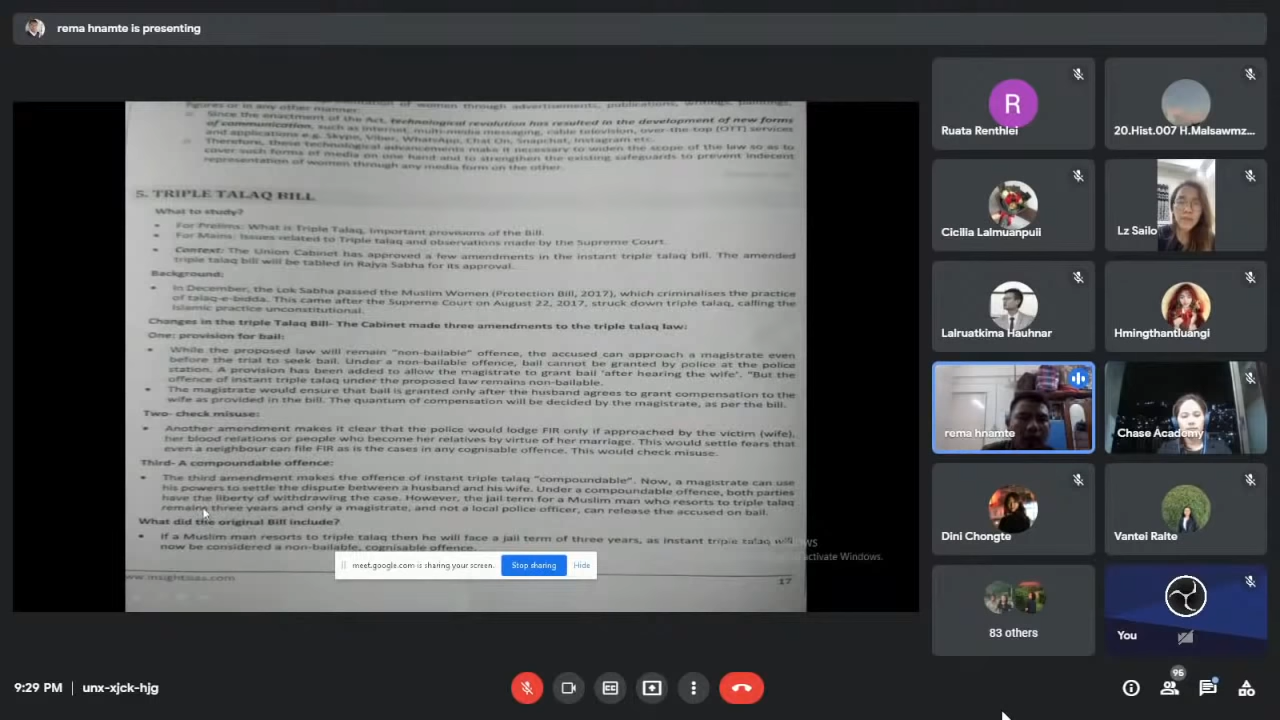 rema hnamte is presenting
figures or in any other manner.
Since the enactment of the Act, technological revolution has resulted in the development of new forms
of communication, such as internet, multi-media messaging, cable television, over-the-top (OTT) services
and applications e.g. Skype, Viber, WhatsApp, Chat On, Snapchat, Instagram etc.
Therefore, these technological advancements make it necessary to widen the scope of the law so as to
cover such forms of media on one hand and to strengthen the existing safeguards to prevent indecent
representation of women through any media form on the other.
5. TRIPLE TALAQ BILL
What to study?
• For Prelims: What is Triple Talaq, important provisions of the Bill.
• For Mains: Issues related to Triple talaq and observations made by the Supreme Court.
• Context: The Union Cabinet has approved a few amendments in the instant triple talaq bill. The amended
triple talaq bill will be tabled in Rajya Sabha for its approval.
Background:
• In December, the Lok Sabha passed the Muslim Women (Protection Bill, 2017), which criminalises the practice
of talaq-e-bidda. This came after the Supreme Court on August 22, 2017, struck down triple talaq, calling the
Islamic practice unconstitutional.
Changes in the triple Talaq Bill- The Cabinet made three amendments to the triple talaq law:
One: provision for bail:
• While the proposed law will remain "non-bailable" offence, the accused can approach a magistrate even
before the trial to seek bail. Under a non-bailable offence, bail cannot be granted by police at the police
station. A provision has been added to allow the magistrate to grant bail 'after hearing the wife'. "But the
offence of instant triple talaq under the proposed law remains non-bailable.
• The magistrate would ensure that bail is granted only after the husband agrees to grant compensation to the
wife as provided in the bill. The quantum of compensation will be decided by the magistrate, as per the bill.
Two- check misuse:
• Another amendment makes it clear that the police would lodge FIR only if approached by the victim (wife),
her blood relations or people who become her relatives by virtue of her marriage. This would settle fears that
even a neighbour can file FIR as is the cases in any cognisable offence. This would check misuse.
Third- A compoundable offence:
• The third amendment makes the offence of instant triple talaq "compoundable". Now, a magistrate can use
his powers to settle the dispute between a husband and his wife. Under a compoundable offence, both parties
have the liberty of withdrawing the case. However, the jail term for a Muslim man who resorts to triple talaq
remains three years and only a magistrate, and not a local police officer, can release the accused on bail.
What did the original Bill include?
• If a Muslim man resorts to triple talaq then he will face a jail term of three years, as instant triple talaq will
now be considered a non-bailable, cognisable offence.
activate Windows.
meet.google.com is sharing your screen.
Stop sharing
Hide
17
R
Ruata Renthlei
20.Hist.007 H.Malsawmz...
Cicilia Lalmuanpuii
Lz Sailo
Lalruatkima Hauhnar
Hmingthantluangi
rema hnamte
Chase Academy
Dini Chongte
Vantei Ralte
83 others
You
9:29 PM | unx-xjck-hjg
95